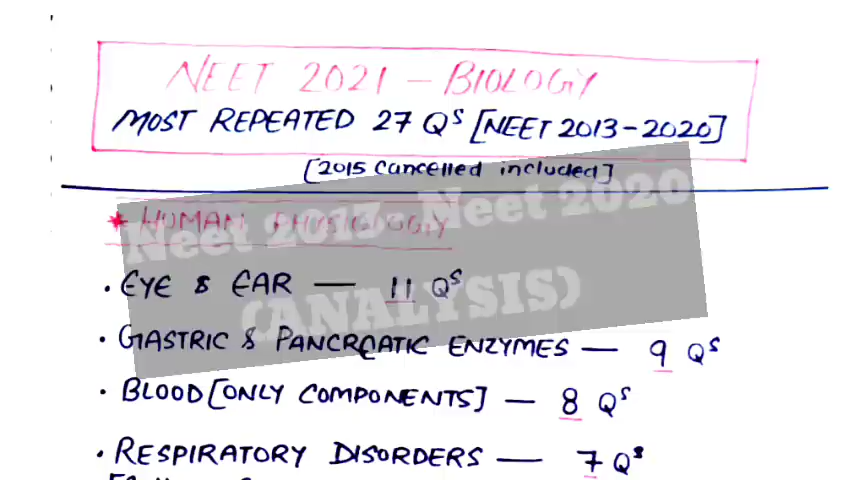 NEET 2021 – BIOLOGY
MOST REPEATED 27 Qs [NEET 2013–2020]
[2015 Cancelled included]
* HUMAN PHYSIOLOGY
Neet 2013 - Neet 2020
(ANALYSIS)
• EYE & EAR — 11 Qs
• GASTRIC & PANCREATIC ENZYMES — 9 Qs
• BLOOD [ONLY COMPONENTS] — 8 Qs
• RESPIRATORY DISORDERS — 7 Qs